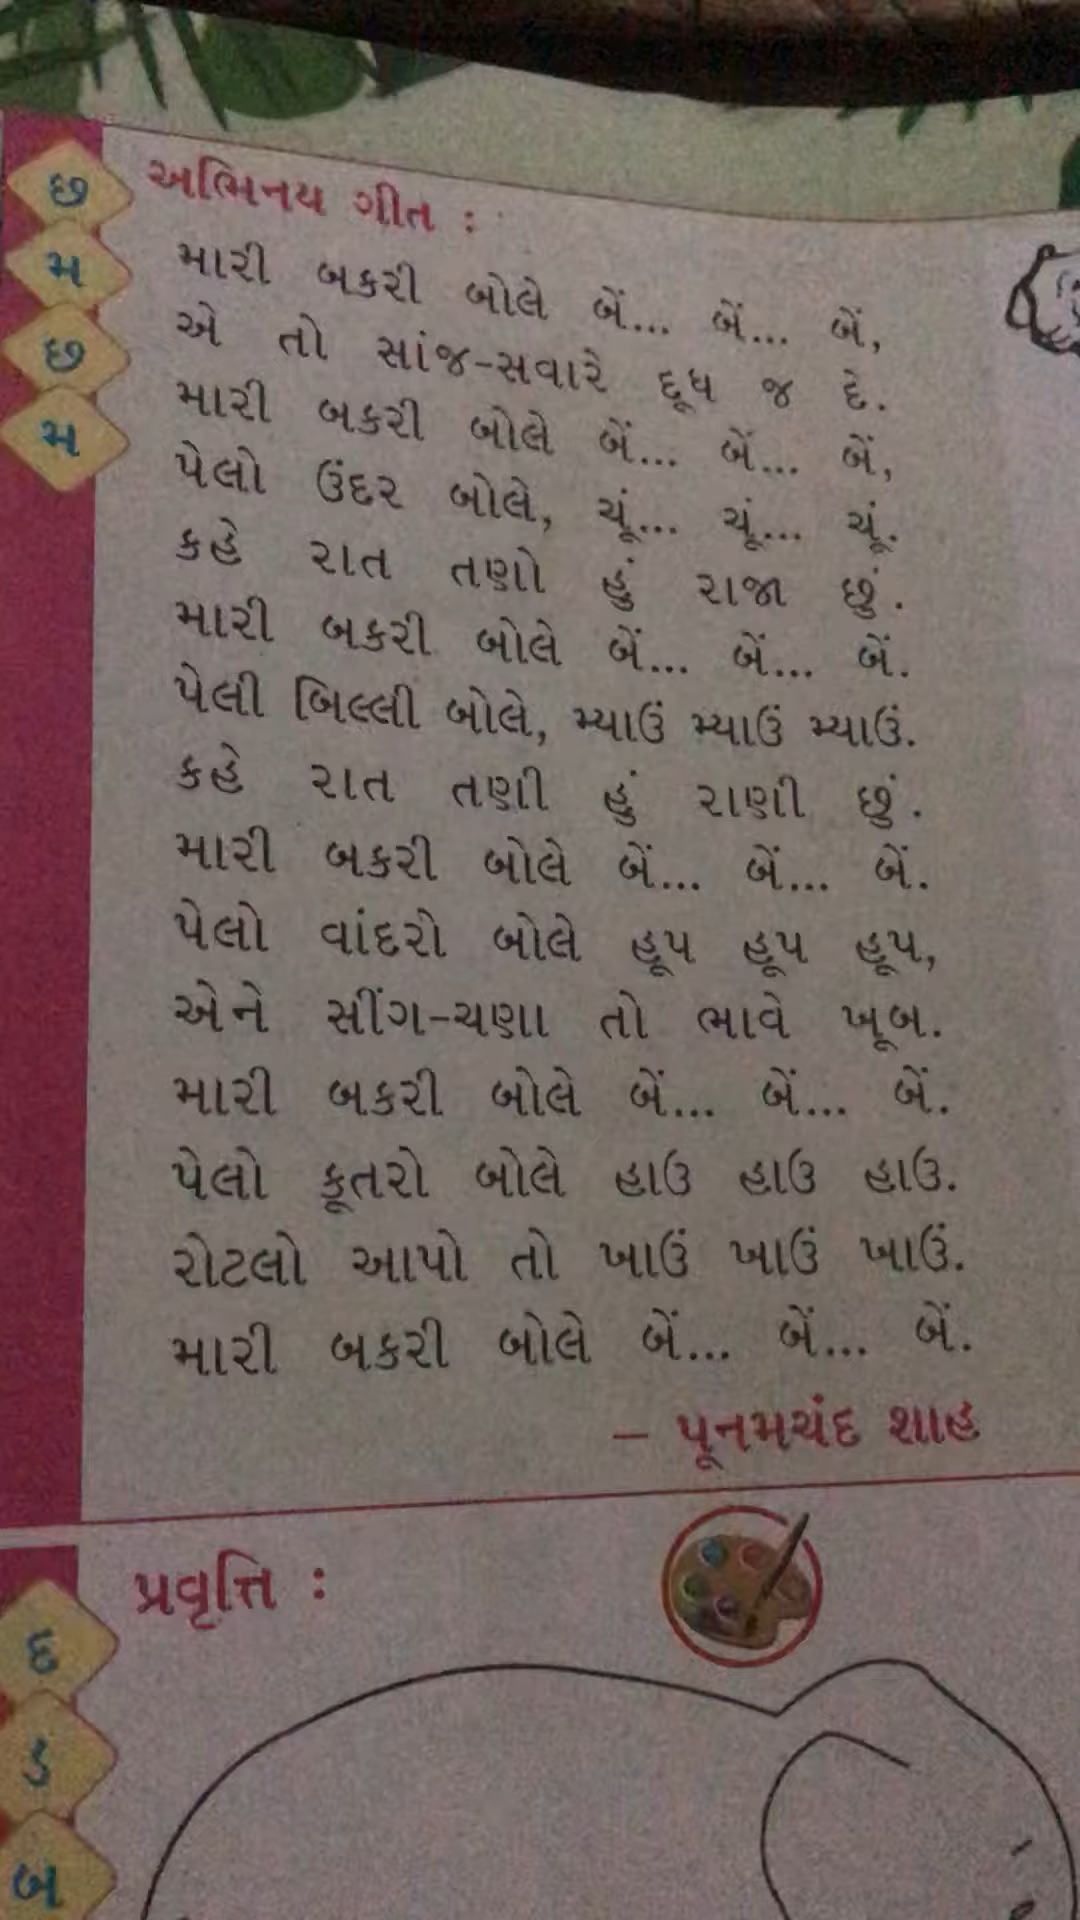 અભિનય ગીત :
મારી બકરી બોલે બેં... બેં... બેં,
એ તો સાંજ-સવારે દૂધ જ દે.
મારી બકરી બોલે બેં... બેં... બેં,
પેલો ઉંદર બોલે, ચૂં... ચૂં... ચૂં.
કહે રાત તણો હું રાજા છું.
મારી બકરી બોલે બેં... બેં... બેં.
પેલી બિલ્લી બોલે, મ્યાઉં મ્યાઉં મ્યાઉં.
કહે રાત તણી હું રાણી છું.
મારી બકરી બોલે બેં... બેં... બેં.
પેલો વાંદરો બોલે હૂપ હૂપ હૂપ,
એને સીંગ-ચણા તો ભાવે ખૂબ.
મારી બકરી બોલે બેં... બેં... બેં.
પેલો કૂતરો બોલે હાઉ હાઉ હાઉ.
રોટલો આપો તો ખાઉં ખાઉં ખાઉં.
મારી બકરી બોલે બેં... બેં... બેં.
– પૂનમચંદ શાહ
છ
મ
છ
મ
પ્રવૃત્તિ :
દ
ડ
બ